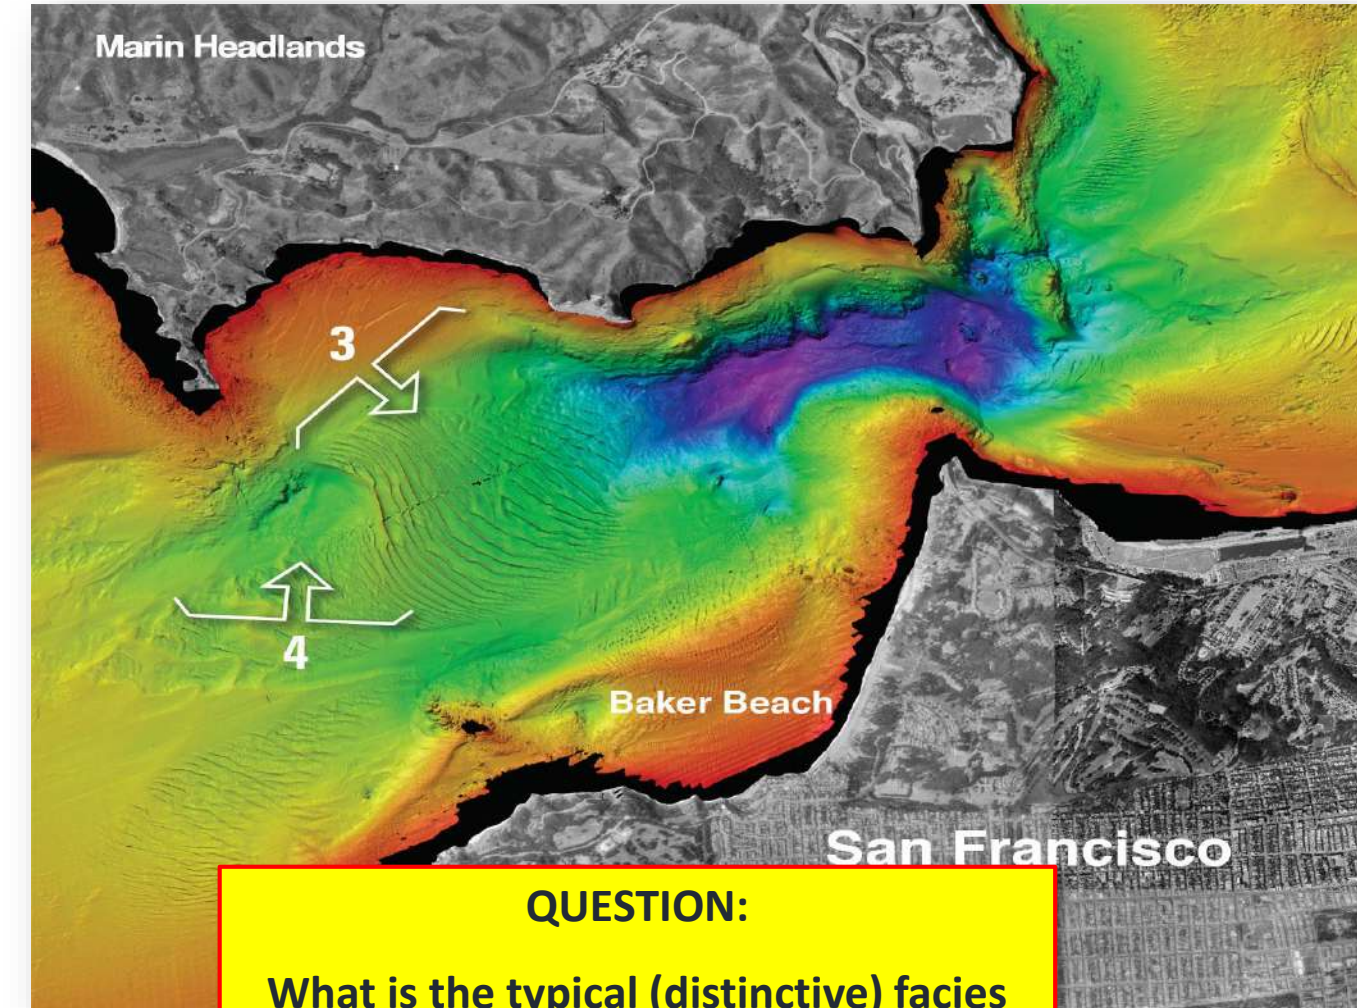 Marin Headlands
3
4
Baker Beach
San Francisco
QUESTION:
What is the typical (distinctive) facies